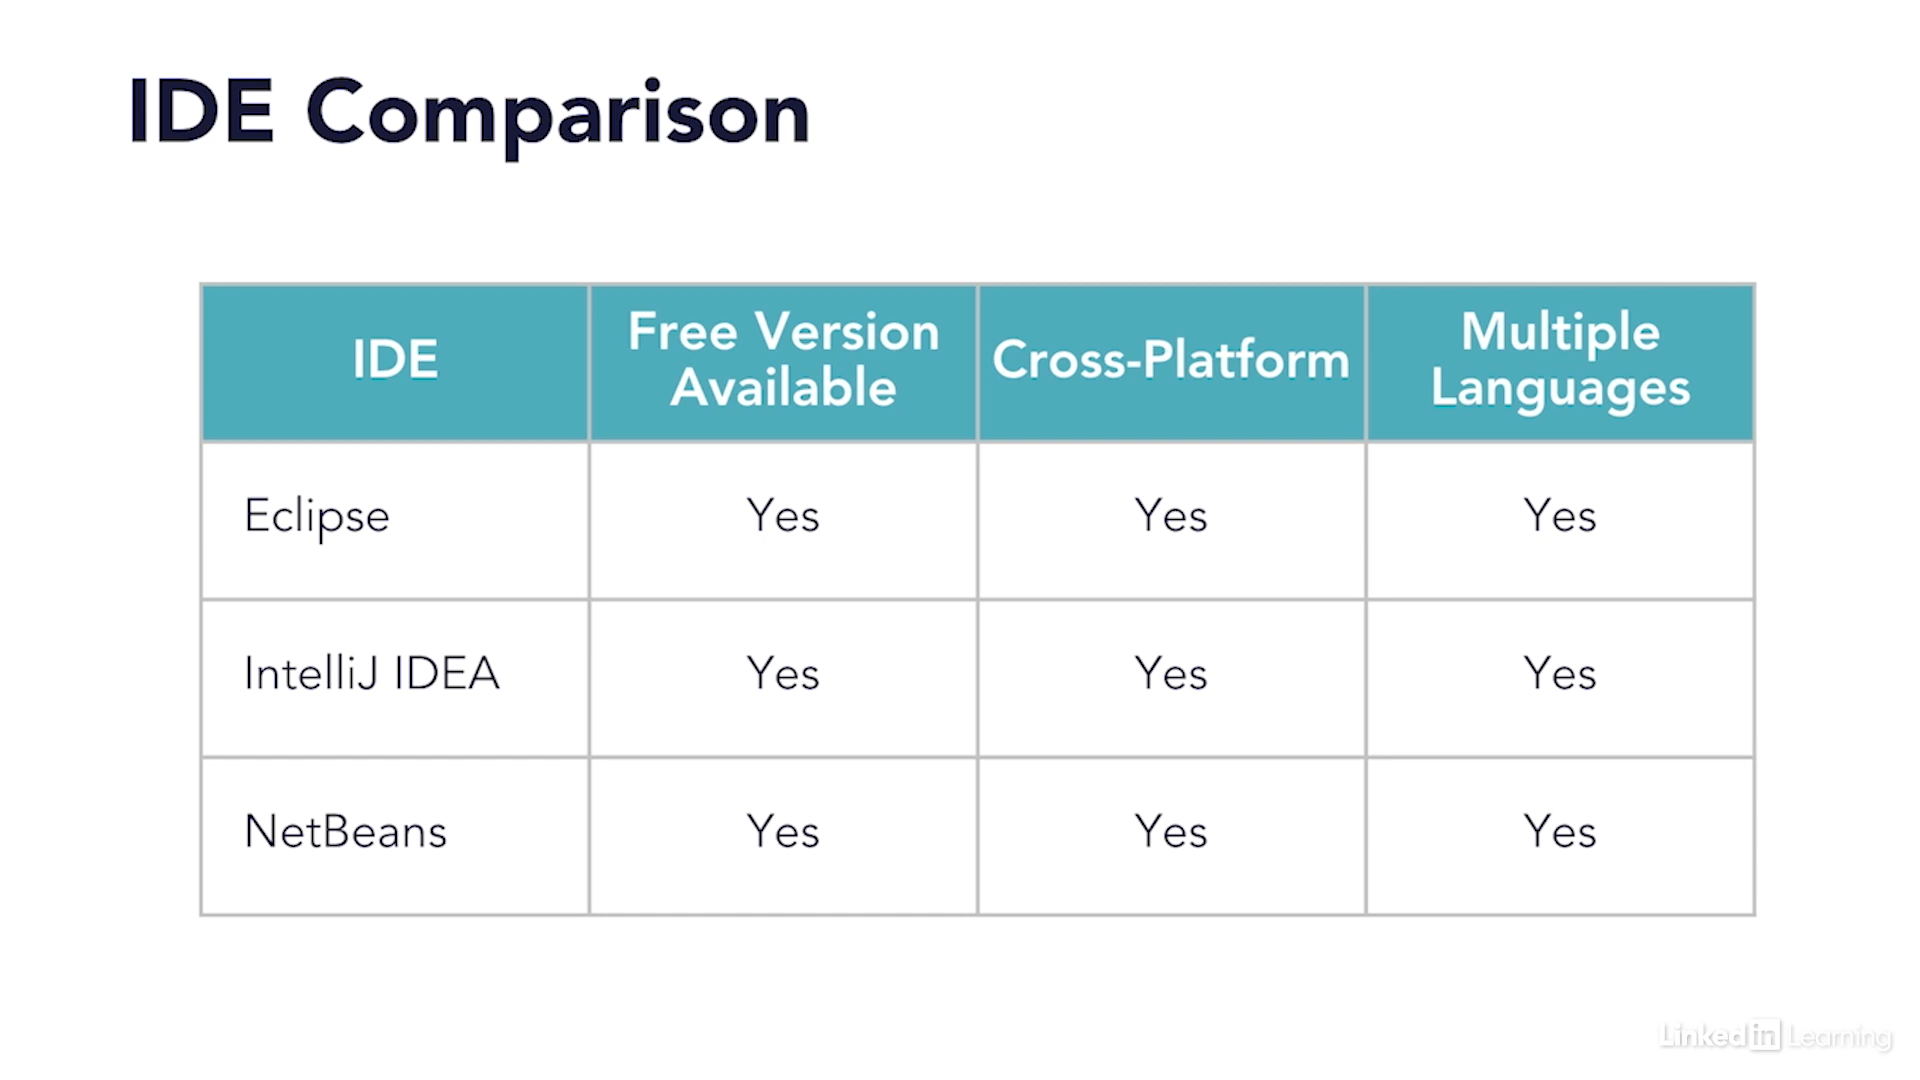 IDE Comparison
IDE
Free Version
Available
Cross-Platform
Multiple
Languages
Eclipse
Yes
Yes
Yes
IntelliJ IDEA
Yes
Yes
Yes
NetBeans
Yes
Yes
Yes
Linked in Learning